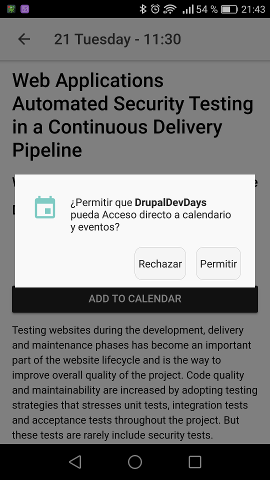 54 % 21:43
21 Tuesday - 11:30
Web Applications
Automated Security Testing
in a Continuous Delivery
Pipeline
¿Permitir que DrupalDevDays
pueda Acceso directo a calendario
y eventos?
Rechazar Permitir
ADD TO CALENDAR
Testing websites during the development, delivery
and maintenance phases has become an important
part of the website lifecycle and is the way to
improve overall quality of the project. Code quality
and maintainability are increased by adopting testing
strategies that stresses unit tests, integration tests
and acceptance tests throughout the project. But
these tests are rarely include security tests.